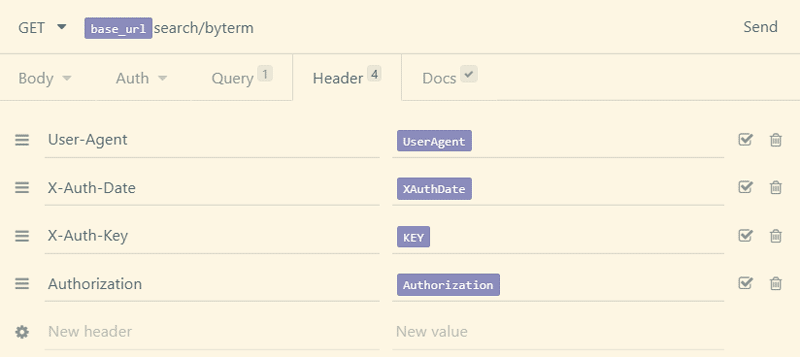 GET base_url search/byterm Send
Body Auth Query 1 Header 4 Docs
User-Agent UserAgent
X-Auth-Date XAuthDate
X-Auth-Key KEY
Authorization Authorization
New header New value